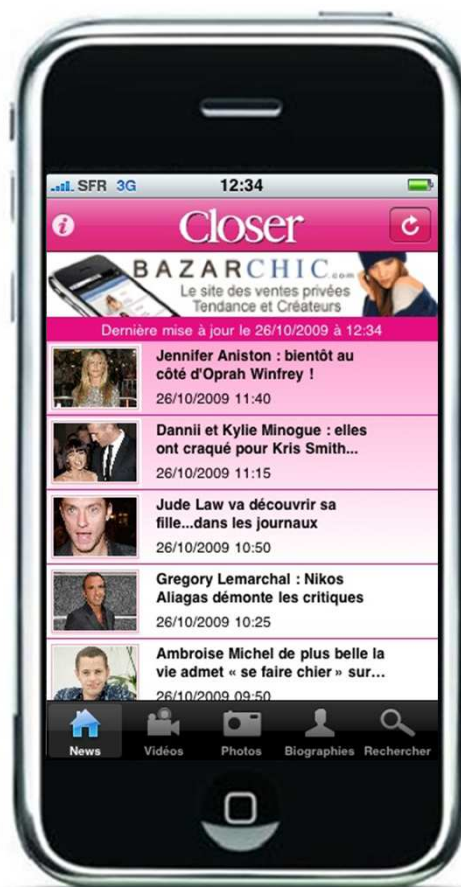 SFR 3G 12:34
Closer
BAZARCHIC.com
Le site des ventes privées
Tendance et Créateurs
Dernière mise à jour le 26/10/2009 à 12:34
Jennifer Aniston : bientôt au
côté d'Oprah Winfrey !
26/10/2009 11:40
Dannii et Kylie Minogue : elles
ont craqué pour Kris Smith...
26/10/2009 11:15
Jude Law va découvrir sa
fille...dans les journaux
26/10/2009 10:50
Gregory Lemarchal : Nikos
Aliagas démonte les critiques
26/10/2009 10:25
Ambroise Michel de plus belle la
vie admet « se faire chier » sur...
26/10/2009 09:50
News Vidéos Photos Biographies Rechercher